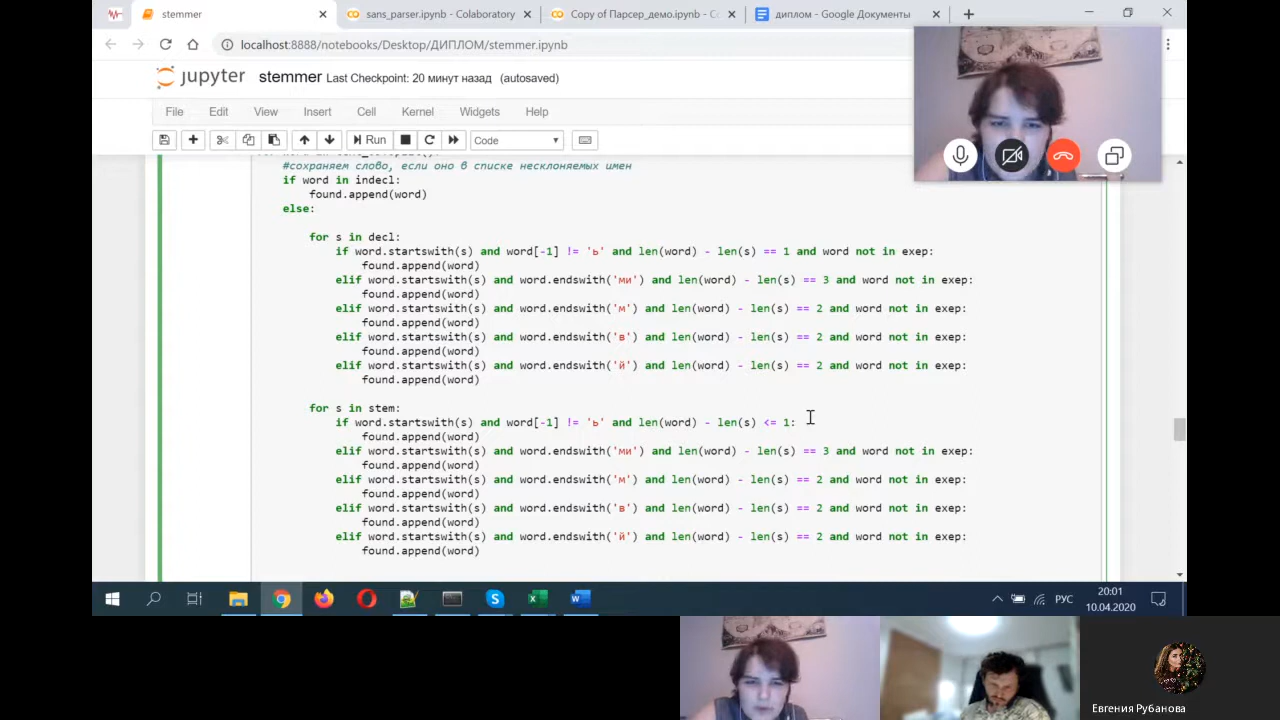 stemmer
sans_parser.ipynb - Colaboratory
Copy of Парсер_демо.ipynb - Co
диплом - Google Документы
localhost:8888/notebooks/Desktop/ДИПЛОМ/stemmer.ipynb
jupyter stemmer Last Checkpoint: 20 минут назад (autosaved)
File Edit View Insert Cell Kernel Widgets Help
Run Code
#сохраняем слово, если оно в списке несклоняемых имен
if word in indecl:
found.append(word)
else:
for s in decl:
if word.startswith(s) and word[-1] != 'ь' and len(word) - len(s) == 1 and word not in exep:
found.append(word)
elif word.startswith(s) and word.endswith('ми') and len(word) - len(s) == 3 and word not in exep:
found.append(word)
elif word.startswith(s) and word.endswith('м') and len(word) - len(s) == 2 and word not in exep:
found.append(word)
elif word.startswith(s) and word.endswith('в') and len(word) - len(s) == 2 and word not in exep:
found.append(word)
elif word.startswith(s) and word.endswith('й') and len(word) - len(s) == 2 and word not in exep:
found.append(word)
for s in stem:
if word.startswith(s) and word[-1] != 'ь' and len(word) - len(s) <= 1:
found.append(word)
elif word.startswith(s) and word.endswith('ми') and len(word) - len(s) == 3 and word not in exep:
found.append(word)
elif word.startswith(s) and word.endswith('м') and len(word) - len(s) == 2 and word not in exep:
found.append(word)
elif word.startswith(s) and word.endswith('в') and len(word) - len(s) == 2 and word not in exep:
found.append(word)
elif word.startswith(s) and word.endswith('й') and len(word) - len(s) == 2 and word not in exep:
found.append(word)
РУС
20:01
10.04.2020
Евгения Рубанова